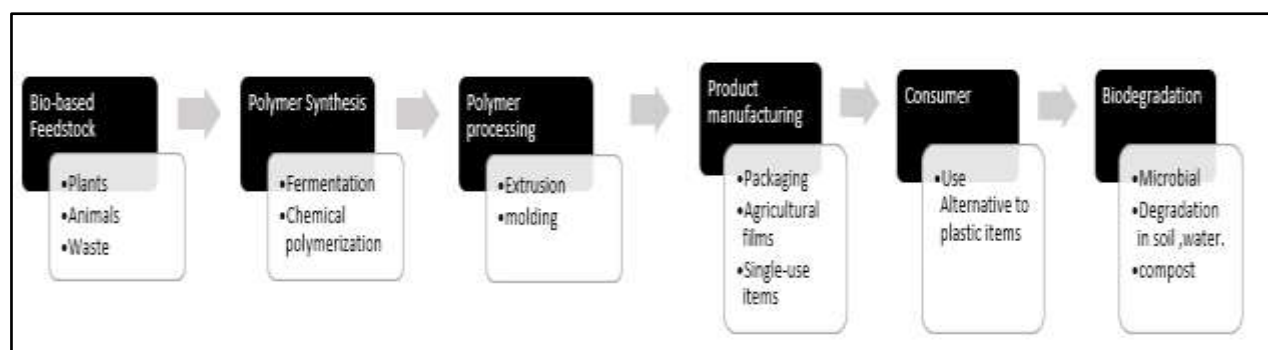 Bio-based
Feedstock
•Plants
•Animals
•Waste
Polymer Synthesis
•Fermentation
•Chemical
polymerization
Polymer
processing
•Extrusion
•molding
Product
manufacturing
•Packaging
•Agricultural
films
•Single-use
items
Consumer
•Use
Alternative to
plastic items
Biodegradation
•Microbial
•Degradation
in soil ,water.
•compost